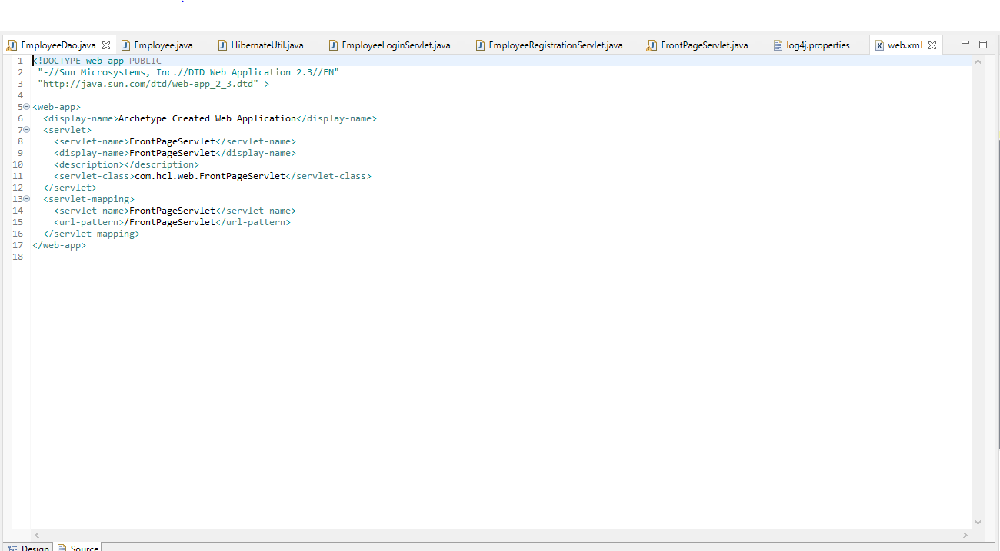 EmployeeDao.java Employee.java HibernateUtil.java EmployeeLoginServlet.java EmployeeRegistrationServlet.java FrontPageServlet.java log4j.properties web.xml
1 <!DOCTYPE web-app PUBLIC
2 "-//Sun Microsystems, Inc.//DTD Web Application 2.3//EN"
3 "http://java.sun.com/dtd/web-app_2_3.dtd" >
4
5 <web-app>
6 <display-name>Archetype Created Web Application</display-name>
7 <servlet>
8 <servlet-name>FrontPageServlet</servlet-name>
9 <display-name>FrontPageServlet</display-name>
10 <description></description>
11 <servlet-class>com.hcl.web.FrontPageServlet</servlet-class>
12 </servlet>
13 <servlet-mapping>
14 <servlet-name>FrontPageServlet</servlet-name>
15 <url-pattern>/FrontPageServlet</url-pattern>
16 </servlet-mapping>
17 </web-app>
18
Design Source